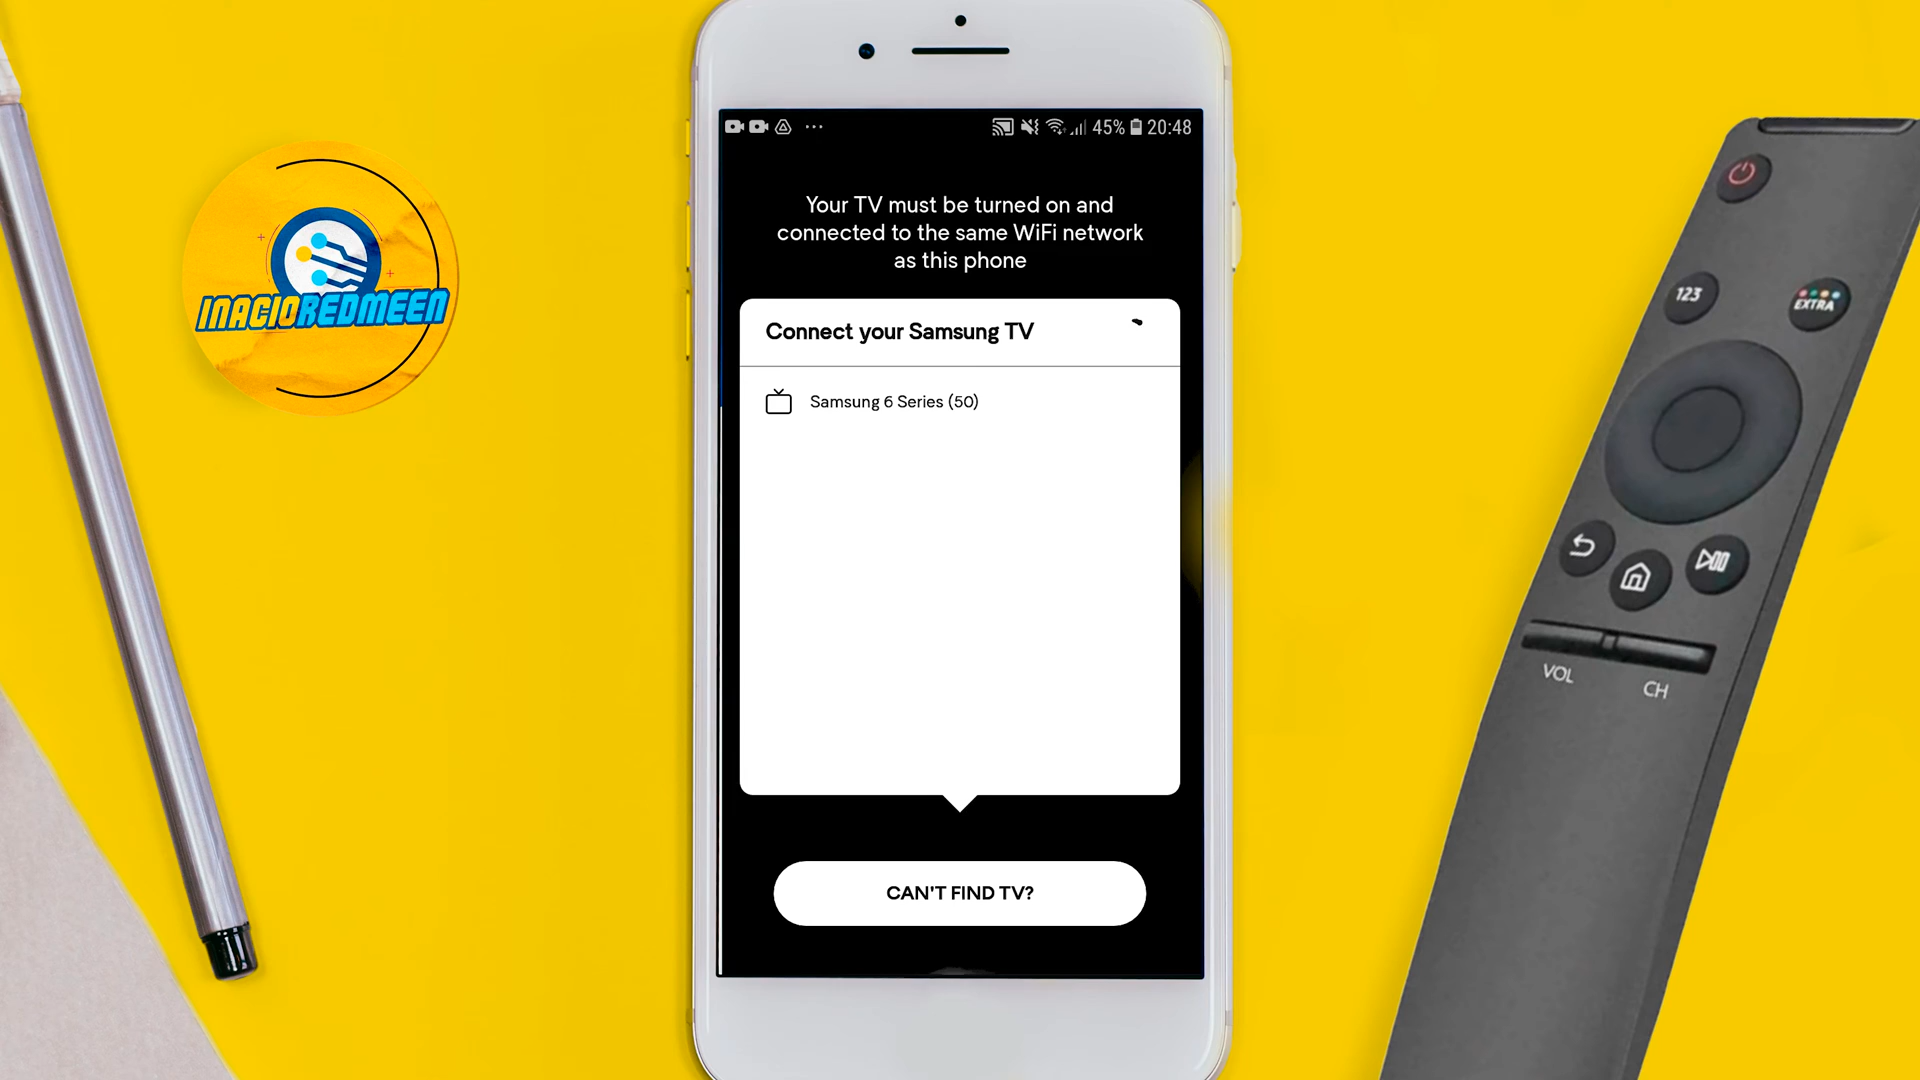 INACIOREDMEEN
45% 20:48
Your TV must be turned on and
connected to the same WiFi network
as this phone
Connect your Samsung TV
Samsung 6 Series (50)
CAN'T FIND TV?
123
EXTRA
VOL
CH